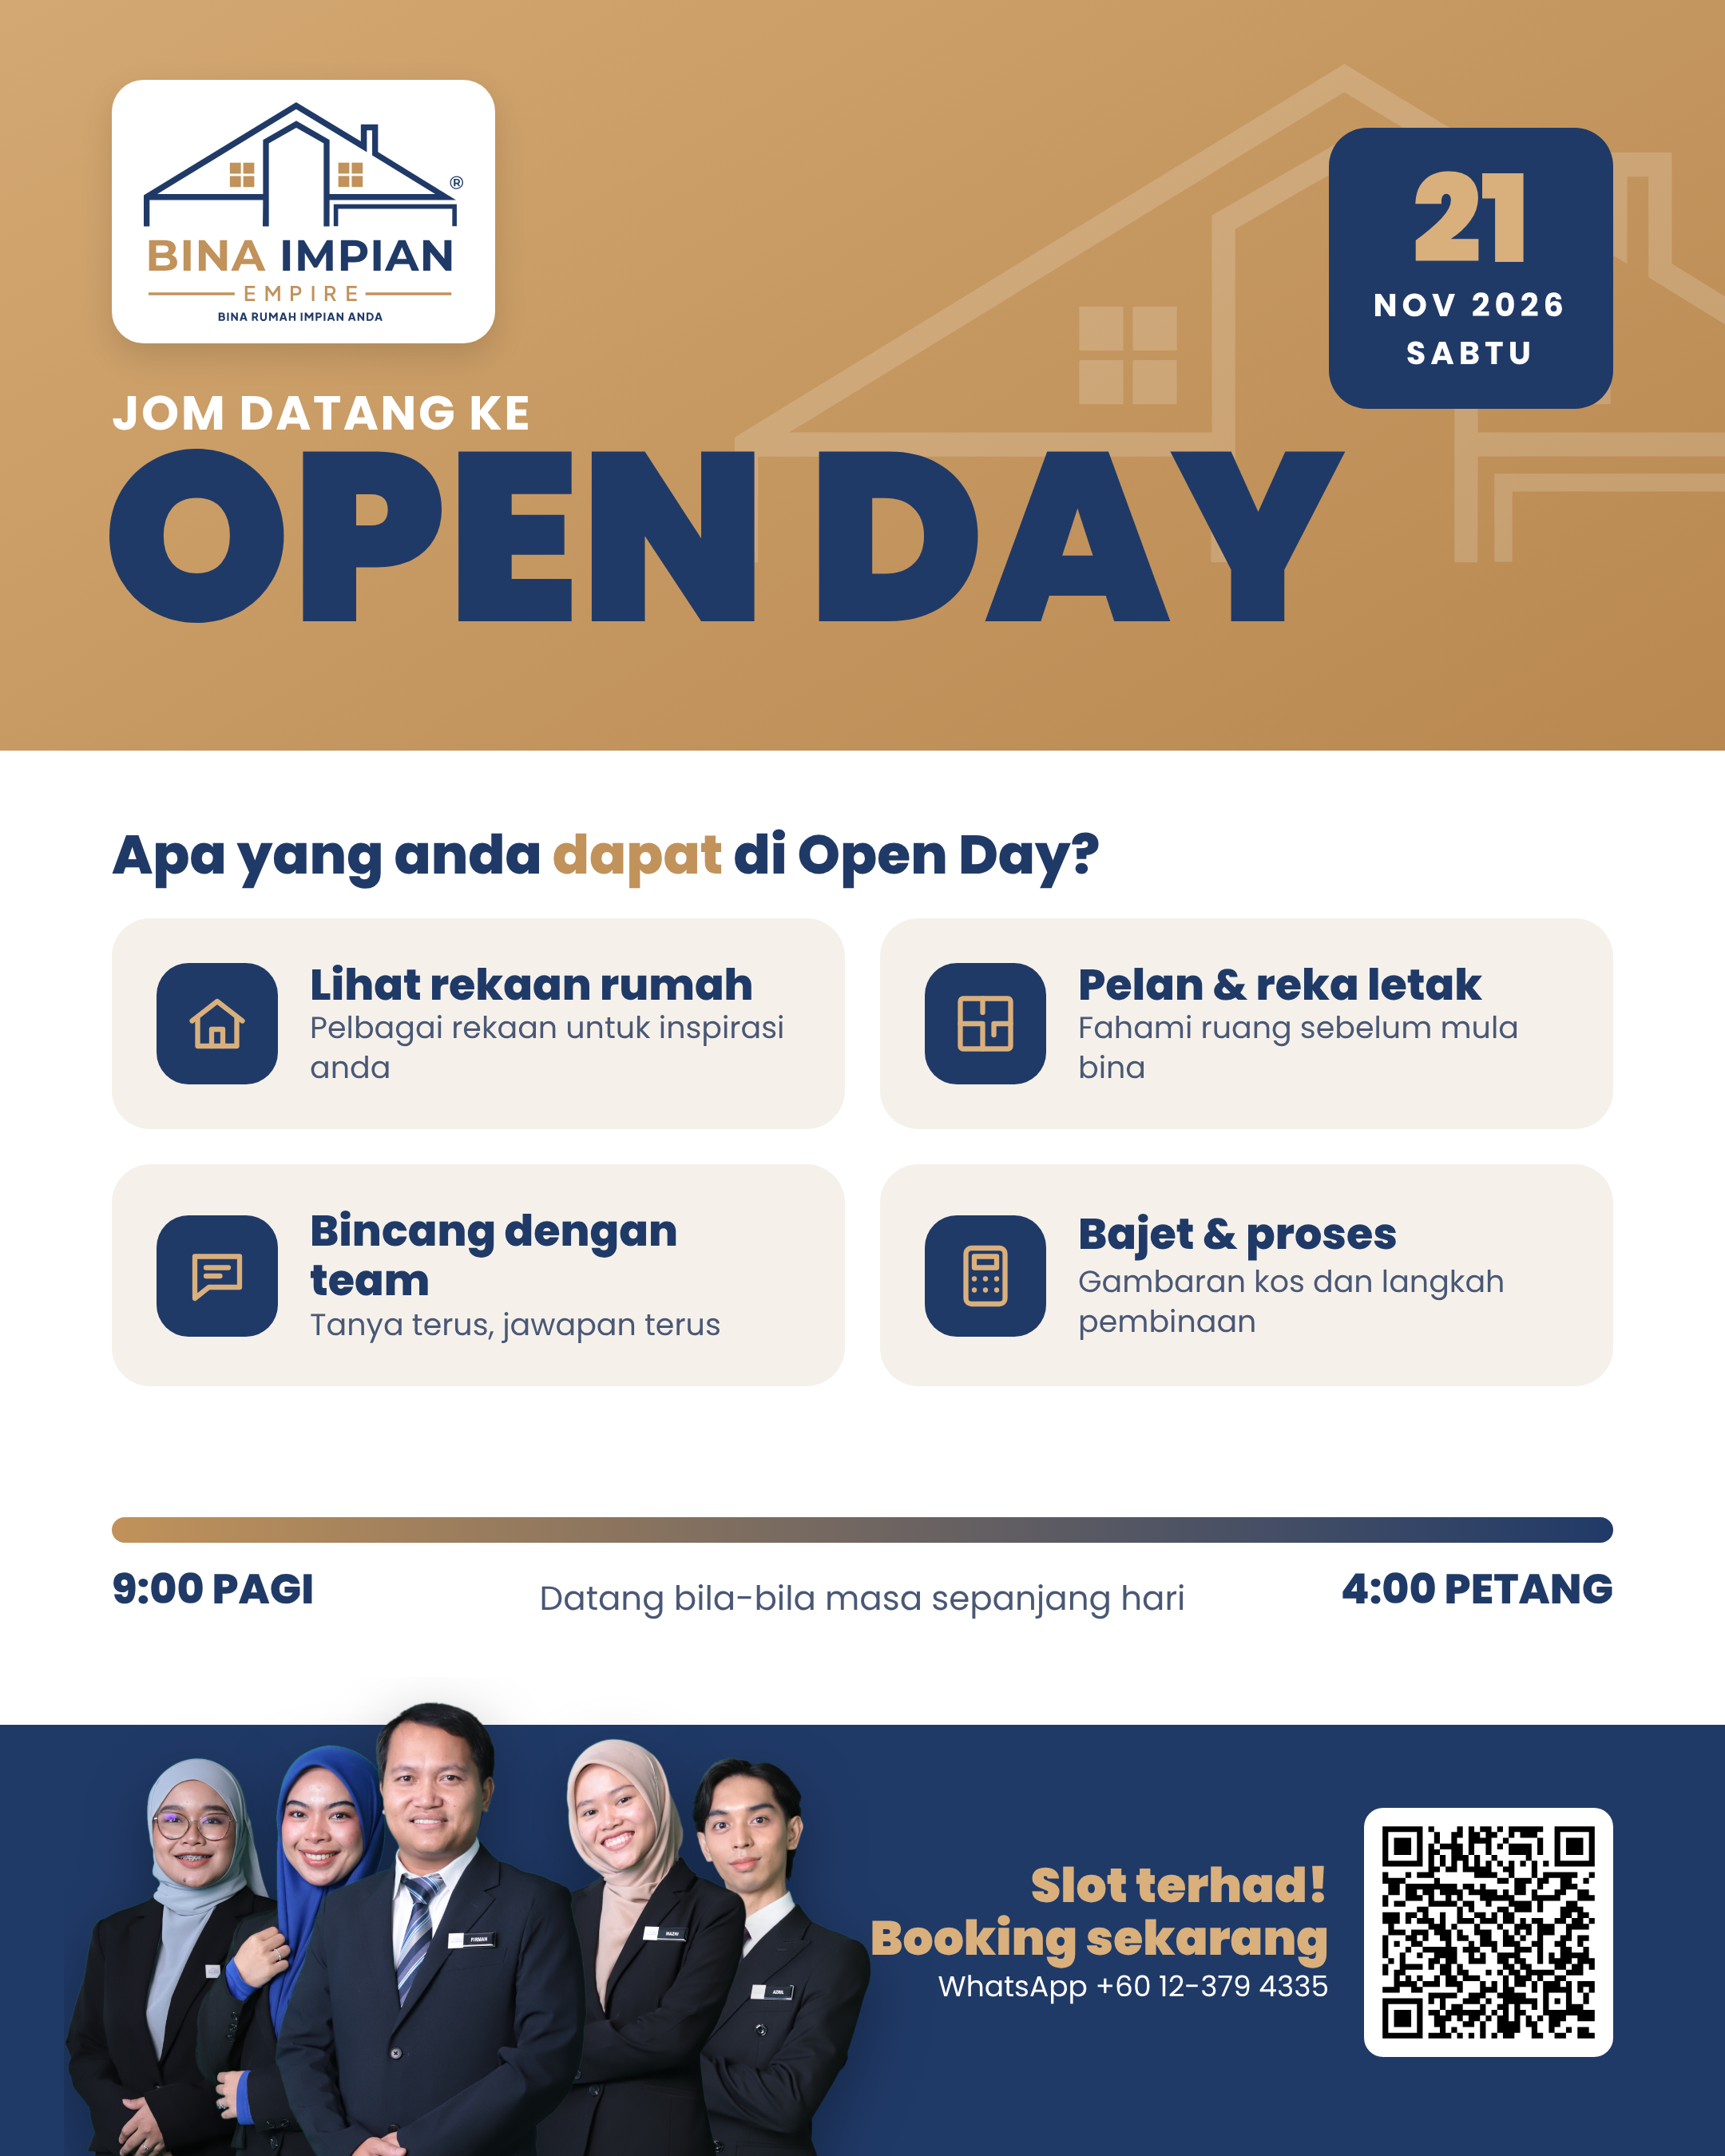 BINA IMPIAN
®
EMPIRE
BINA RUMAH IMPIAN ANDA
21
NOV 2026
SABTU
JOM DATANG KE
OPEN DAY
Apa yang anda dapat di Open Day?
Lihat rekaan rumah
Pelbagai rekaan untuk inspirasi
anda
Pelan & reka letak
Fahami ruang sebelum mula
bina
Bincang dengan
team
Tanya terus, jawapan terus
Bajet & proses
Gambaran kos dan langkah
pembinaan
9:00 PAGI
Datang bila-bila masa sepanjang hari
4:00 PETANG
Slot terhad!
Booking sekarang
WhatsApp +60 12-379 4335
FIRMAN